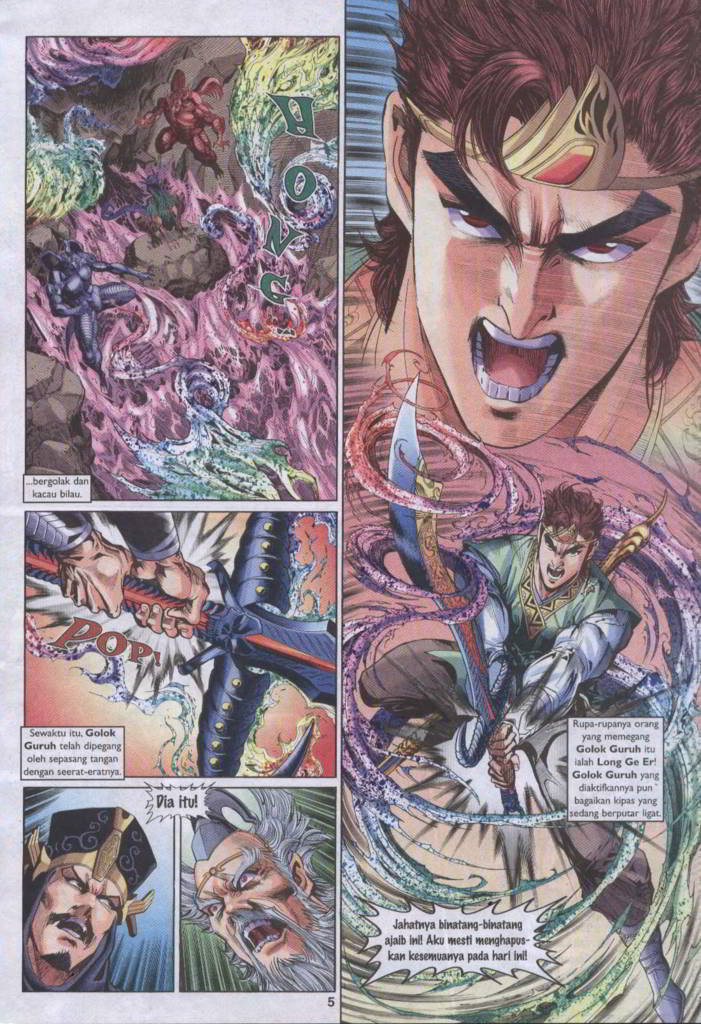 HONG
...bergolak dan
kacau bilau.
POP!
Sewaktu itu, Golok
Guruh telah dipegang
oleh sepasang tangan
dengan seerat-eratnya.
Dia itu!
5
Rupa-rupanya orang
yang memegang
Golok Guruh itu
ialah Long Ge Er!
Golok Guruh yang
diaktifkannya pun
bagaikan kipas yang
sedang berputar ligat.
Jahatnya binatang-binatang
ajaib ini! Aku mesti menghapus-
kan kesemuanya pada hari ini!